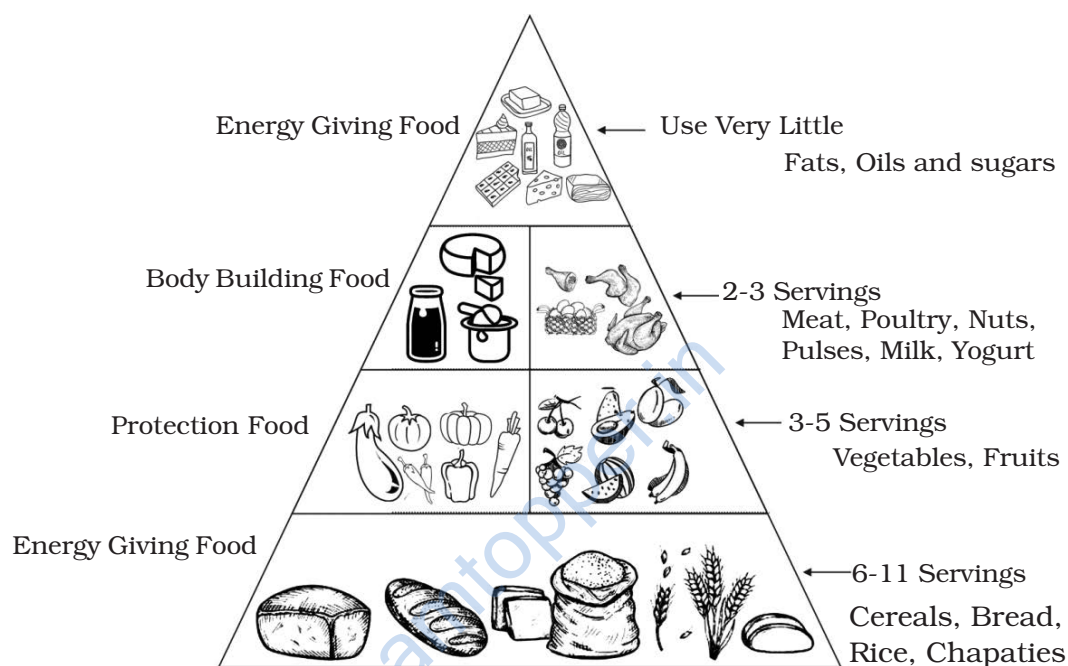 Energy Giving Food
Use Very Little
Fats, Oils and sugars
Body Building Food
2-3 Servings
Meat, Poultry, Nuts,
Pulses, Milk, Yogurt
Protection Food
3-5 Servings
Vegetables, Fruits
Energy Giving Food
6-11 Servings
Cereals, Bread,
Rice, Chapaties